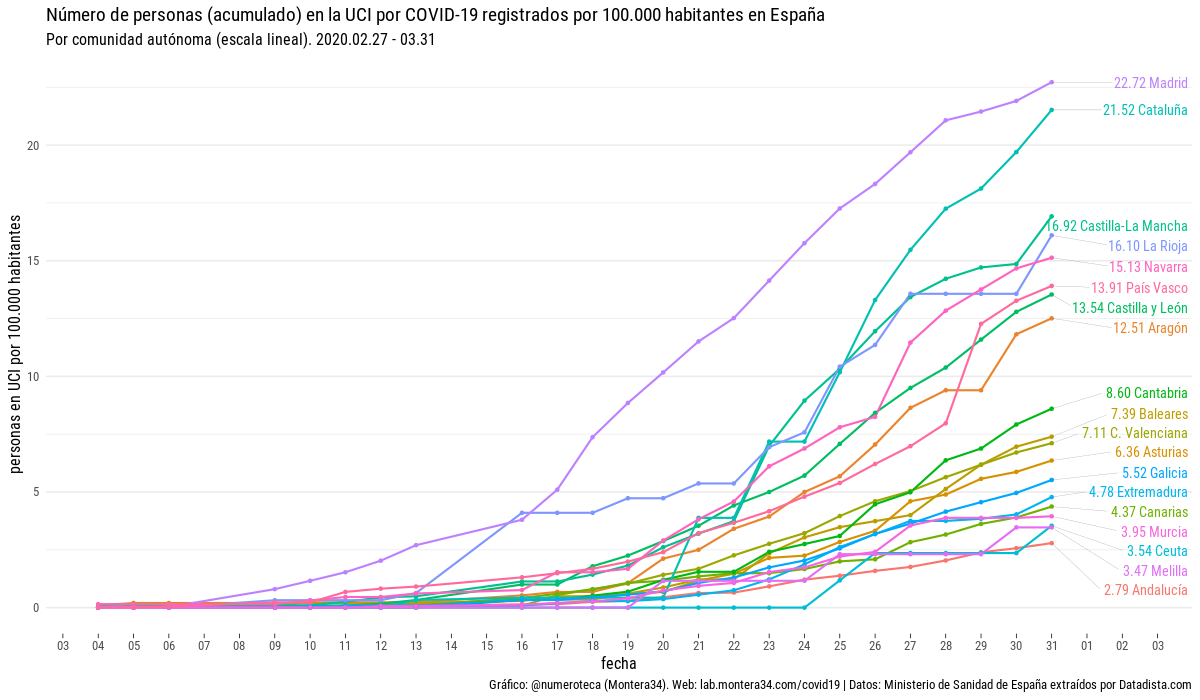 Número de personas (acumulado) en la UCI por COVID-19 registrados por 100.000 habitantes en España
Por comunidad autónoma (escala lineal). 2020.02.27 - 03.31
personas en UCI por 100.000 habitantes
20
15
10
5
0
22.72 Madrid
21.52 Cataluña
16.92 Castilla-La Mancha
16.10 La Rioja
15.13 Navarra
13.91 País Vasco
13.54 Castilla y León
12.51 Aragón
8.60 Cantabria
7.39 Baleares
7.11 C. Valenciana
6.36 Asturias
5.52 Galicia
4.78 Extremadura
4.37 Canarias
3.95 Murcia
3.54 Ceuta
3.47 Melilla
2.79 Andalucía
03 04 05 06 07 08 09 10 11 12 13 14 15 16 17 18 19 20 21 22 23 24 25 26 27 28 29 30 31 01 02 03
fecha
Gráfico: @numeroteca (Montera34). Web: lab.montera34.com/covid19 | Datos: Ministerio de Sanidad de España extraídos por Datadista.com